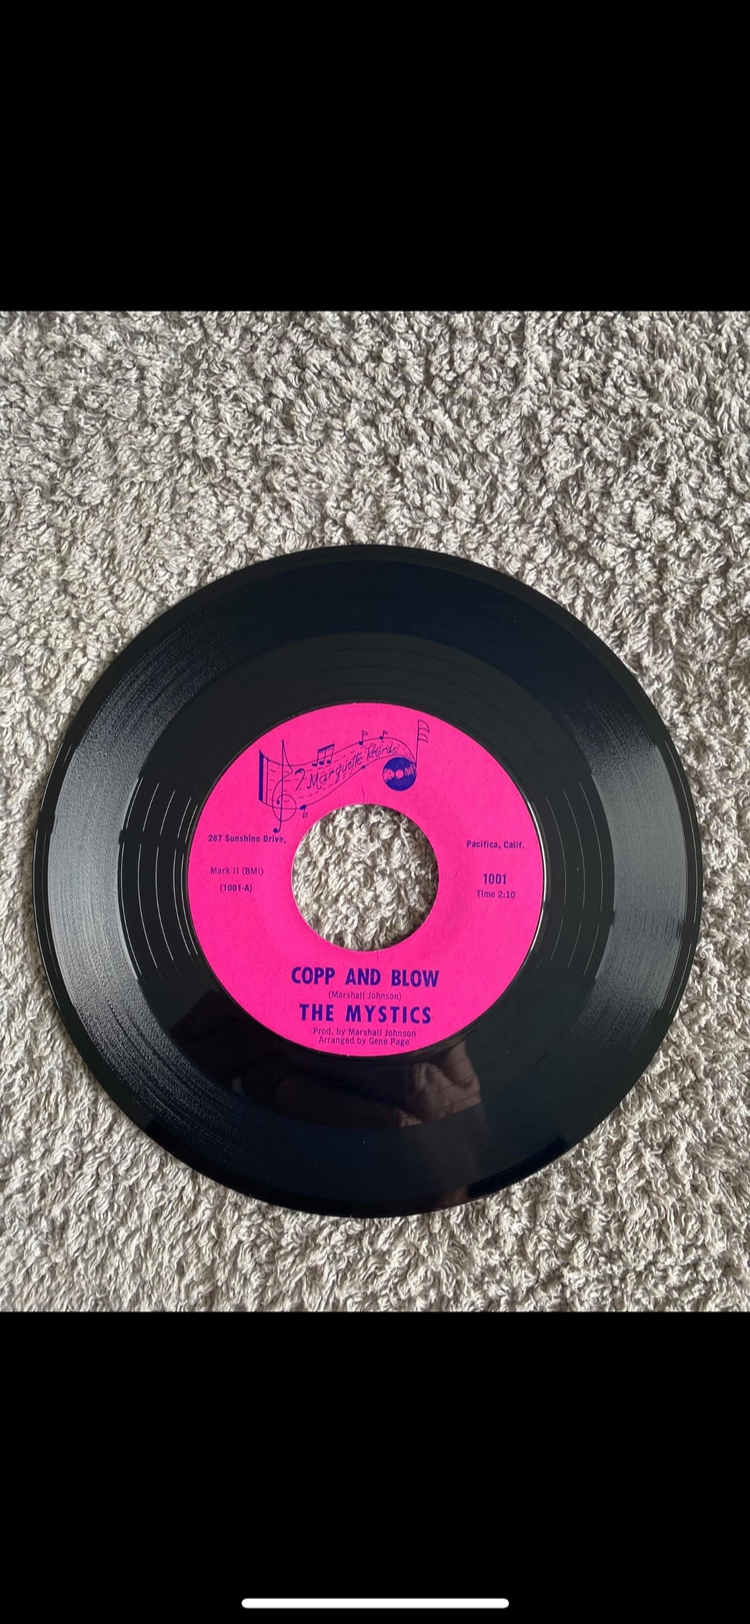 Marquette Records
287 Sunshine Drive,
Pacifica, Calif.
Mark II (BMI)
(1001-A)
1001
Time 2:10
COPP AND BLOW
(Marshall Johnson)
THE MYSTICS
Prod. by Marshall Johnson
Arranged by Gene Page